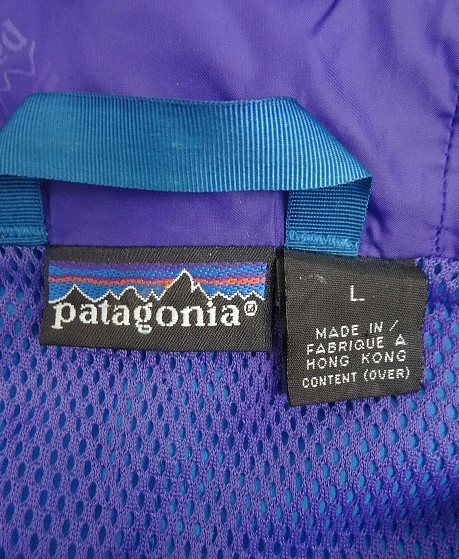 patagonia®
L
MADE IN /
FABRIQUE A
HONG KONG
CONTENT (OVER)